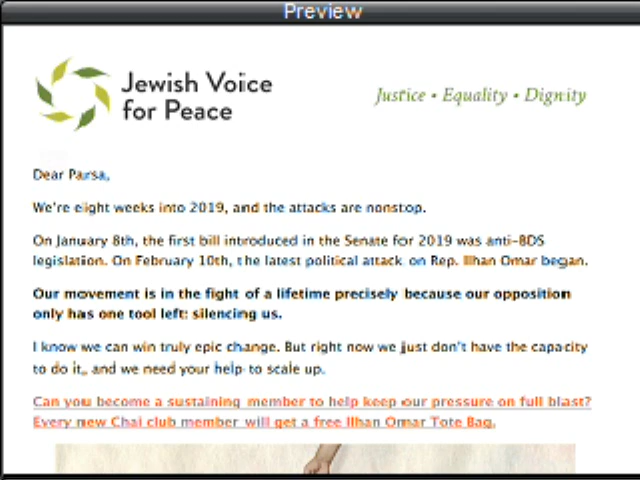 Preview
Jewish Voice
for Peace
Justice • Equality • Dignity
Dear Parsa,
We're eight weeks into 2019, and the attacks are nonstop.
On January 8th, the first bill introduced in the Senate for 2019 was anti-BDS
legislation. On February 10th, the latest political attack on Rep. Ilhan Omar began.
Our movement is in the fight of a lifetime precisely because our opposition
only has one tool left: silencing us.
I know we can win truly epic change. But right now we just don't have the capacity
to do it, and we need your help to scale up.
Can you become a sustaining member to help keep our pressure on full blast?
Every new Chai club member will get a free Ilhan Omar Tote Bag.